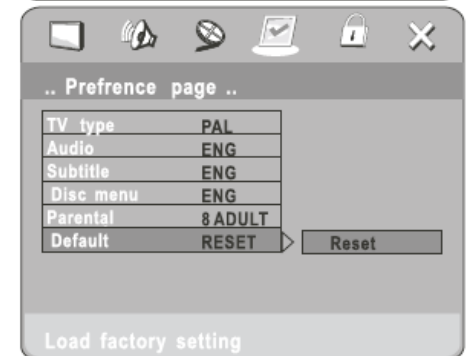 .. Prefrence page ..
TV type PAL
Audio ENG
Subtitle ENG
Disc menu ENG
Parental 8 ADULT
Default RESET Reset
Load factory setting